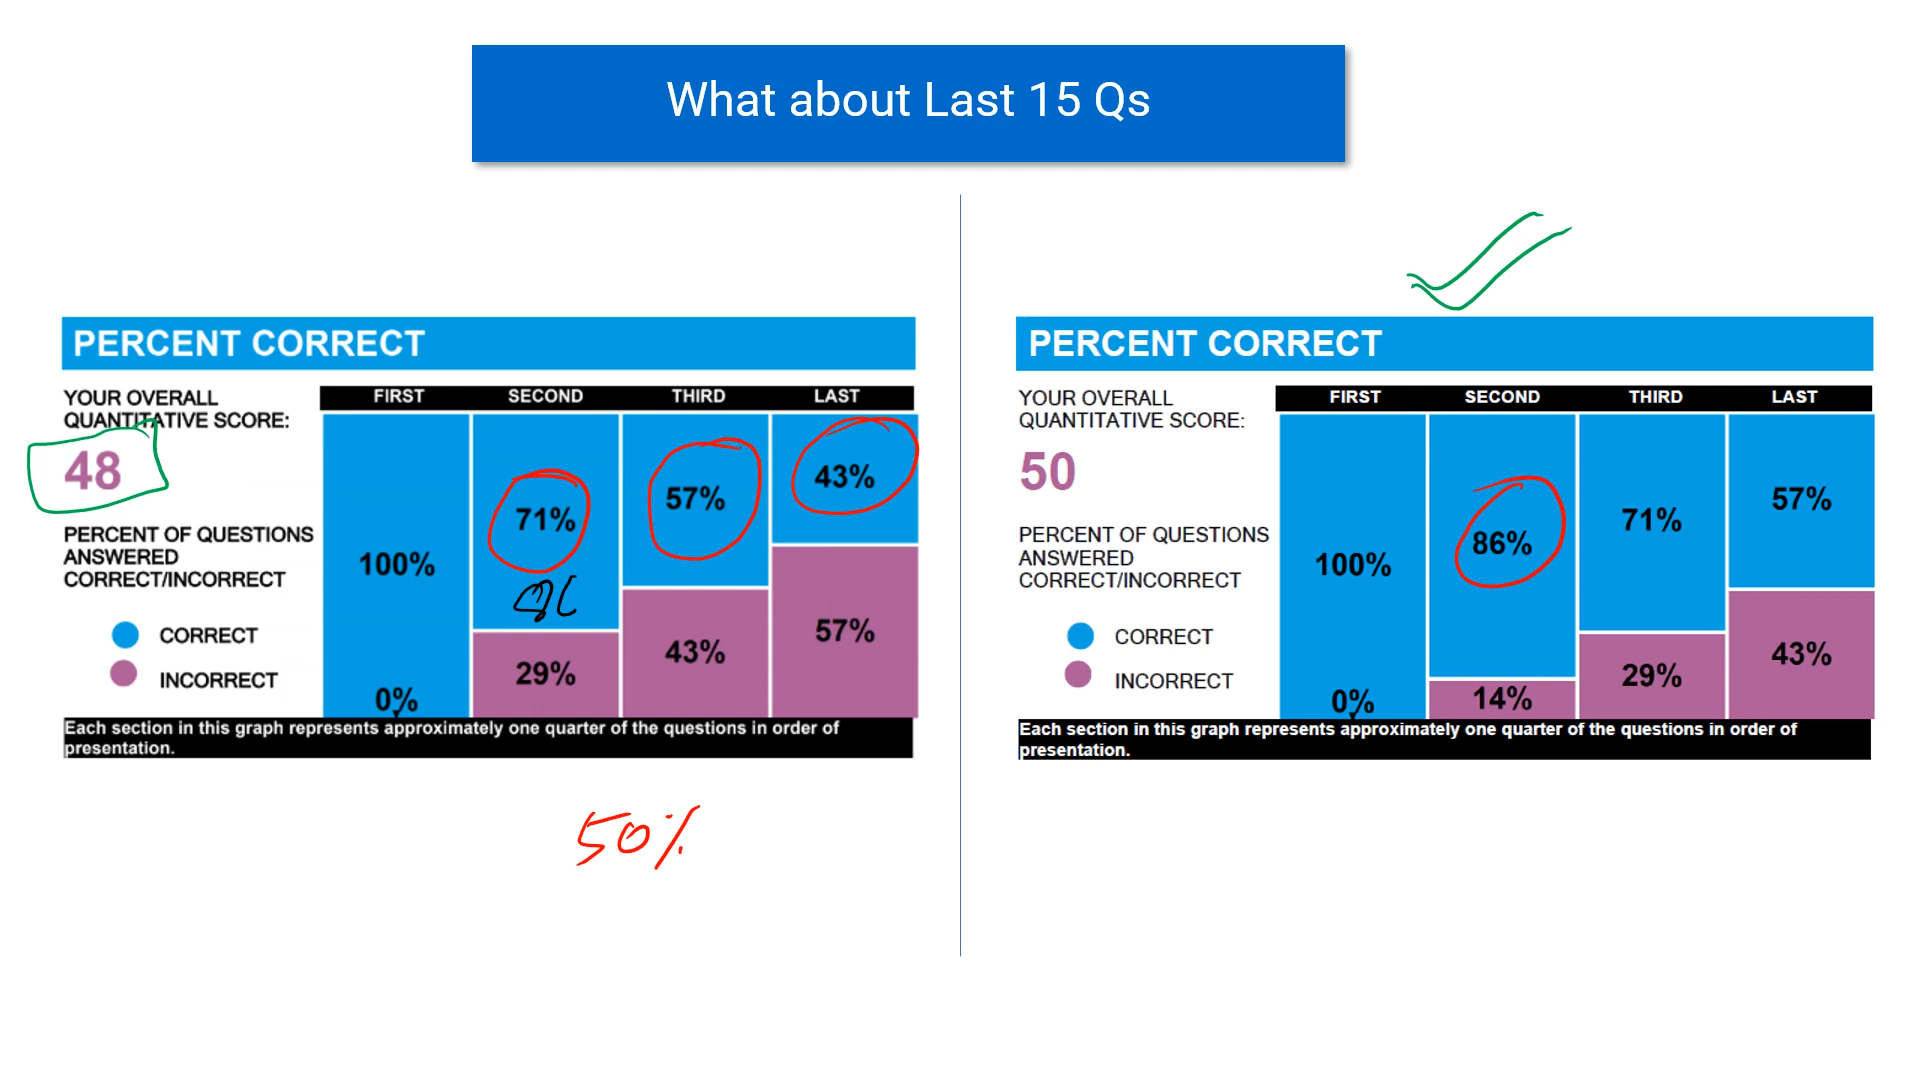 What about Last 15 Qs
PERCENT CORRECT
YOUR OVERALL
QUANTITATIVE SCORE:
48
PERCENT OF QUESTIONS
ANSWERED
CORRECT/INCORRECT
CORRECT
INCORRECT
FIRST SECOND THIRD LAST
100% 71% 57% 43%
0% 29% 43% 57%
Each section in this graph represents approximately one quarter of the questions in order of
presentation.
50%
PERCENT CORRECT
YOUR OVERALL
QUANTITATIVE SCORE:
50
PERCENT OF QUESTIONS
ANSWERED
CORRECT/INCORRECT
CORRECT
INCORRECT
FIRST SECOND THIRD LAST
100% 86% 71% 57%
0% 14% 29% 43%
Each section in this graph represents approximately one quarter of the questions in order of
presentation.